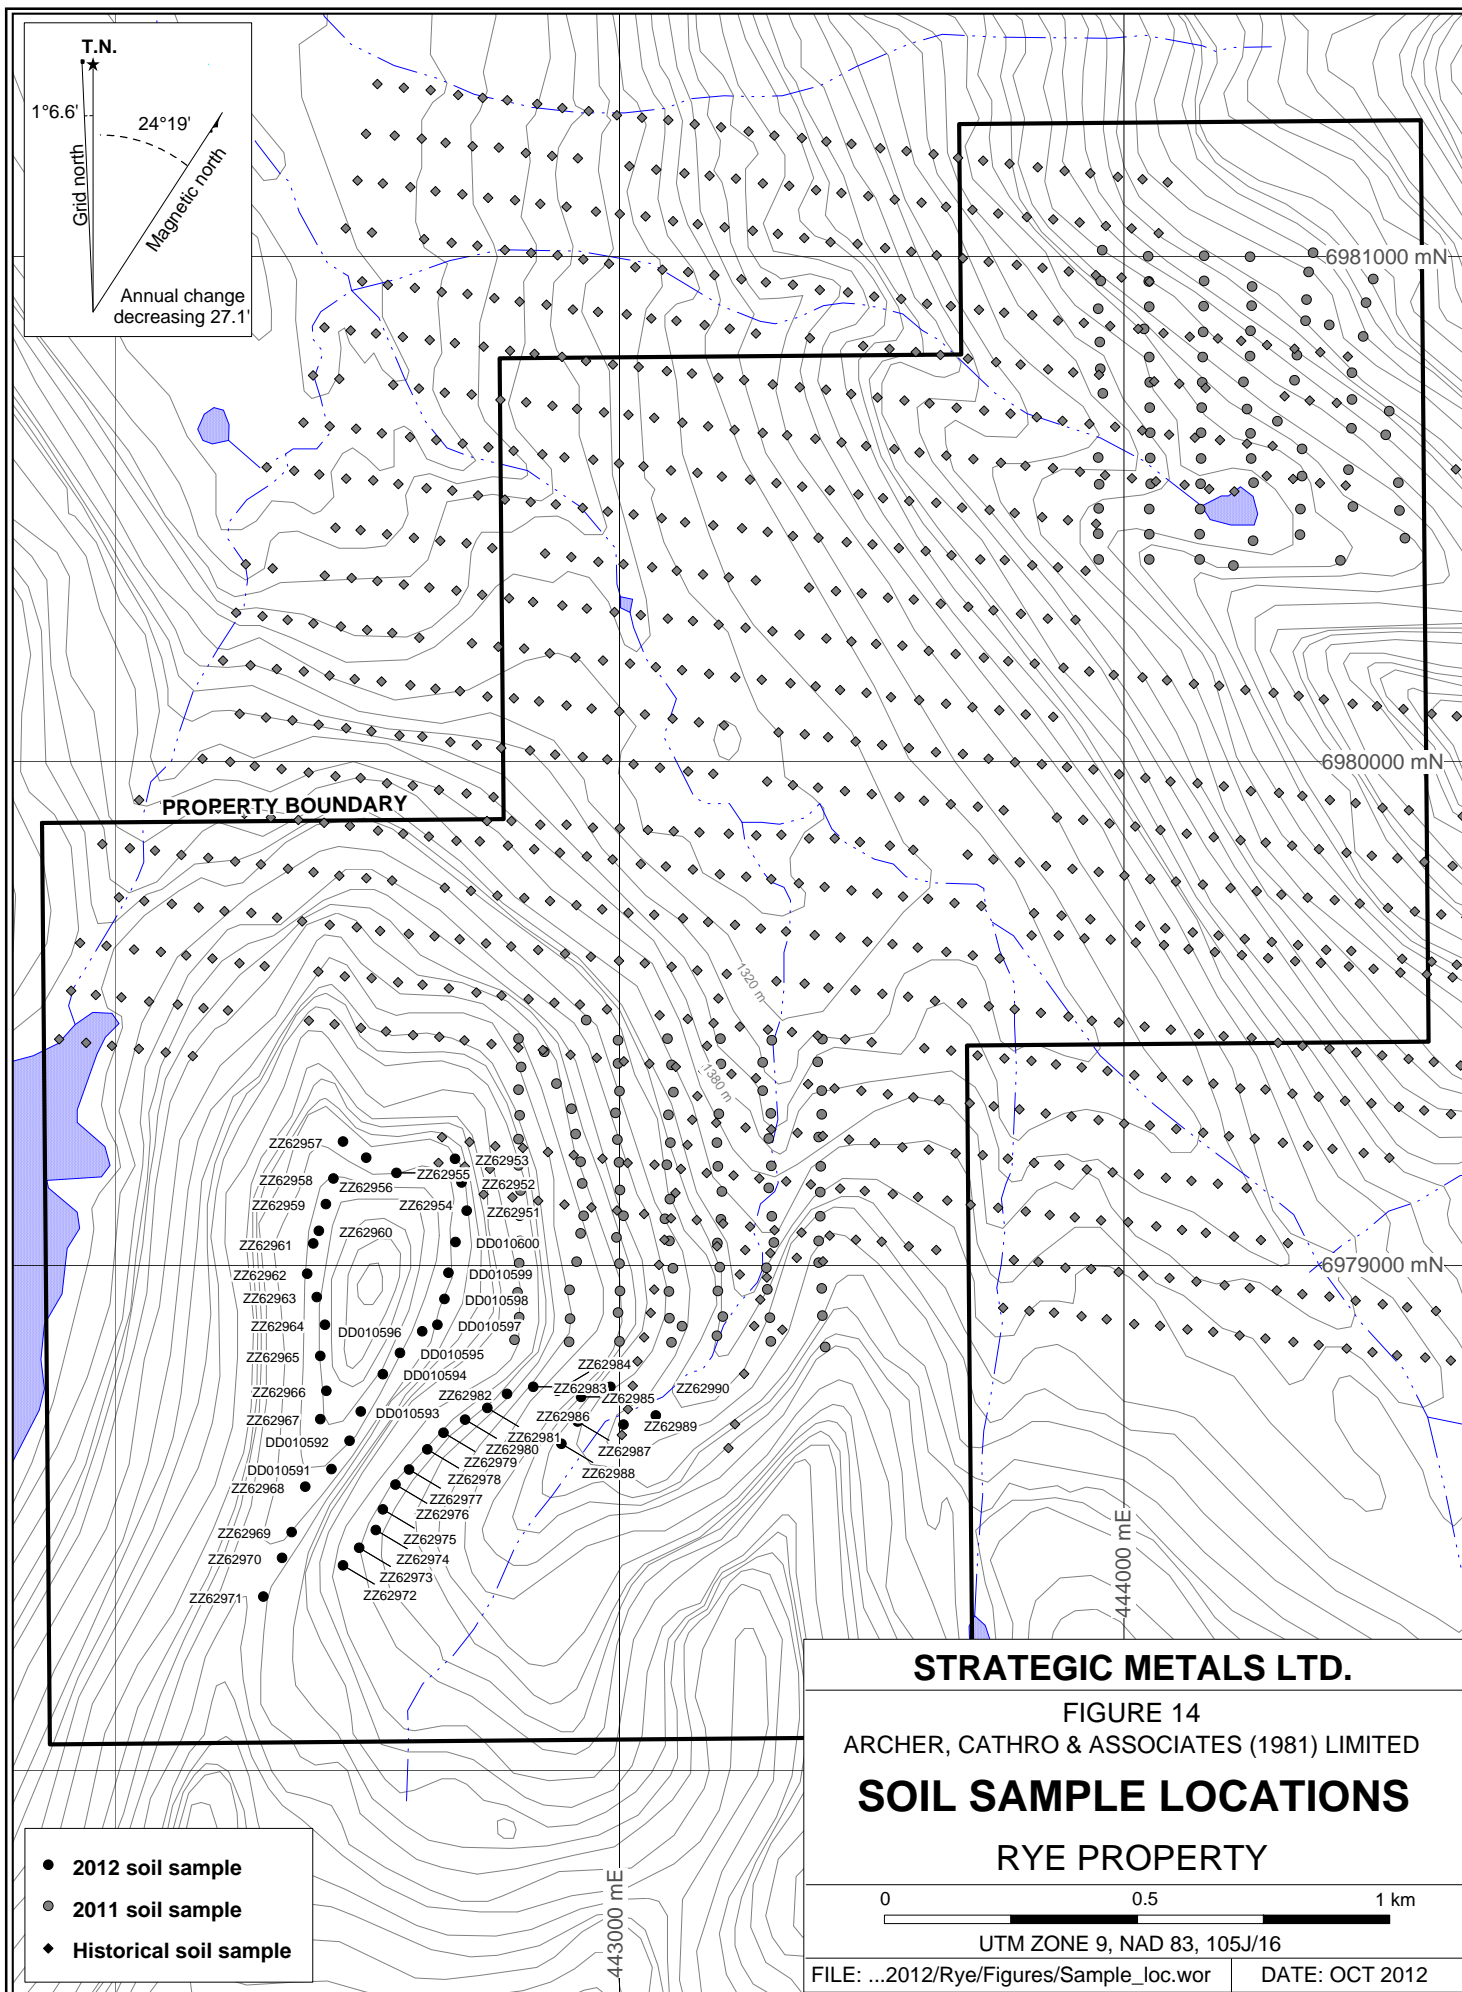 T.N.
1°6.6'
24°19'
Grid north
Magnetic north
Annual change
decreasing 27.1'
6981000 mN
6980000 mN
PROPERTY BOUNDARY
1320 m
1380 m
ZZ62957
ZZ62953
ZZ62955
ZZ62958
ZZ62956
ZZ62952
ZZ62959
ZZ62954
ZZ62951
ZZ62960
ZZ62961
DD010600
6979000 mN
ZZ62962
DD010599
ZZ62963
DD010598
ZZ62964
DD010596
DD010597
ZZ62965
DD010595
ZZ62984
DD010594
ZZ62966
ZZ62982
ZZ62983
ZZ62990
ZZ62985
DD010593
ZZ62967
ZZ62986
ZZ62989
DD010592
ZZ62981
ZZ62980
ZZ62987
ZZ62979
DD010591
ZZ62988
ZZ62978
ZZ62968
ZZ62977
ZZ62976
ZZ62969
ZZ62975
ZZ62970
ZZ62974
ZZ62973
ZZ62971
ZZ62972
444000 mE
443000 mE
STRATEGIC METALS LTD.
FIGURE 14
ARCHER, CATHRO & ASSOCIATES (1981) LIMITED
SOIL SAMPLE LOCATIONS
RYE PROPERTY
0 0.5 1 km
UTM ZONE 9, NAD 83, 105J/16
FILE: ...2012/Rye/Figures/Sample_loc.wor DATE: OCT 2012
2012 soil sample
2011 soil sample
Historical soil sample